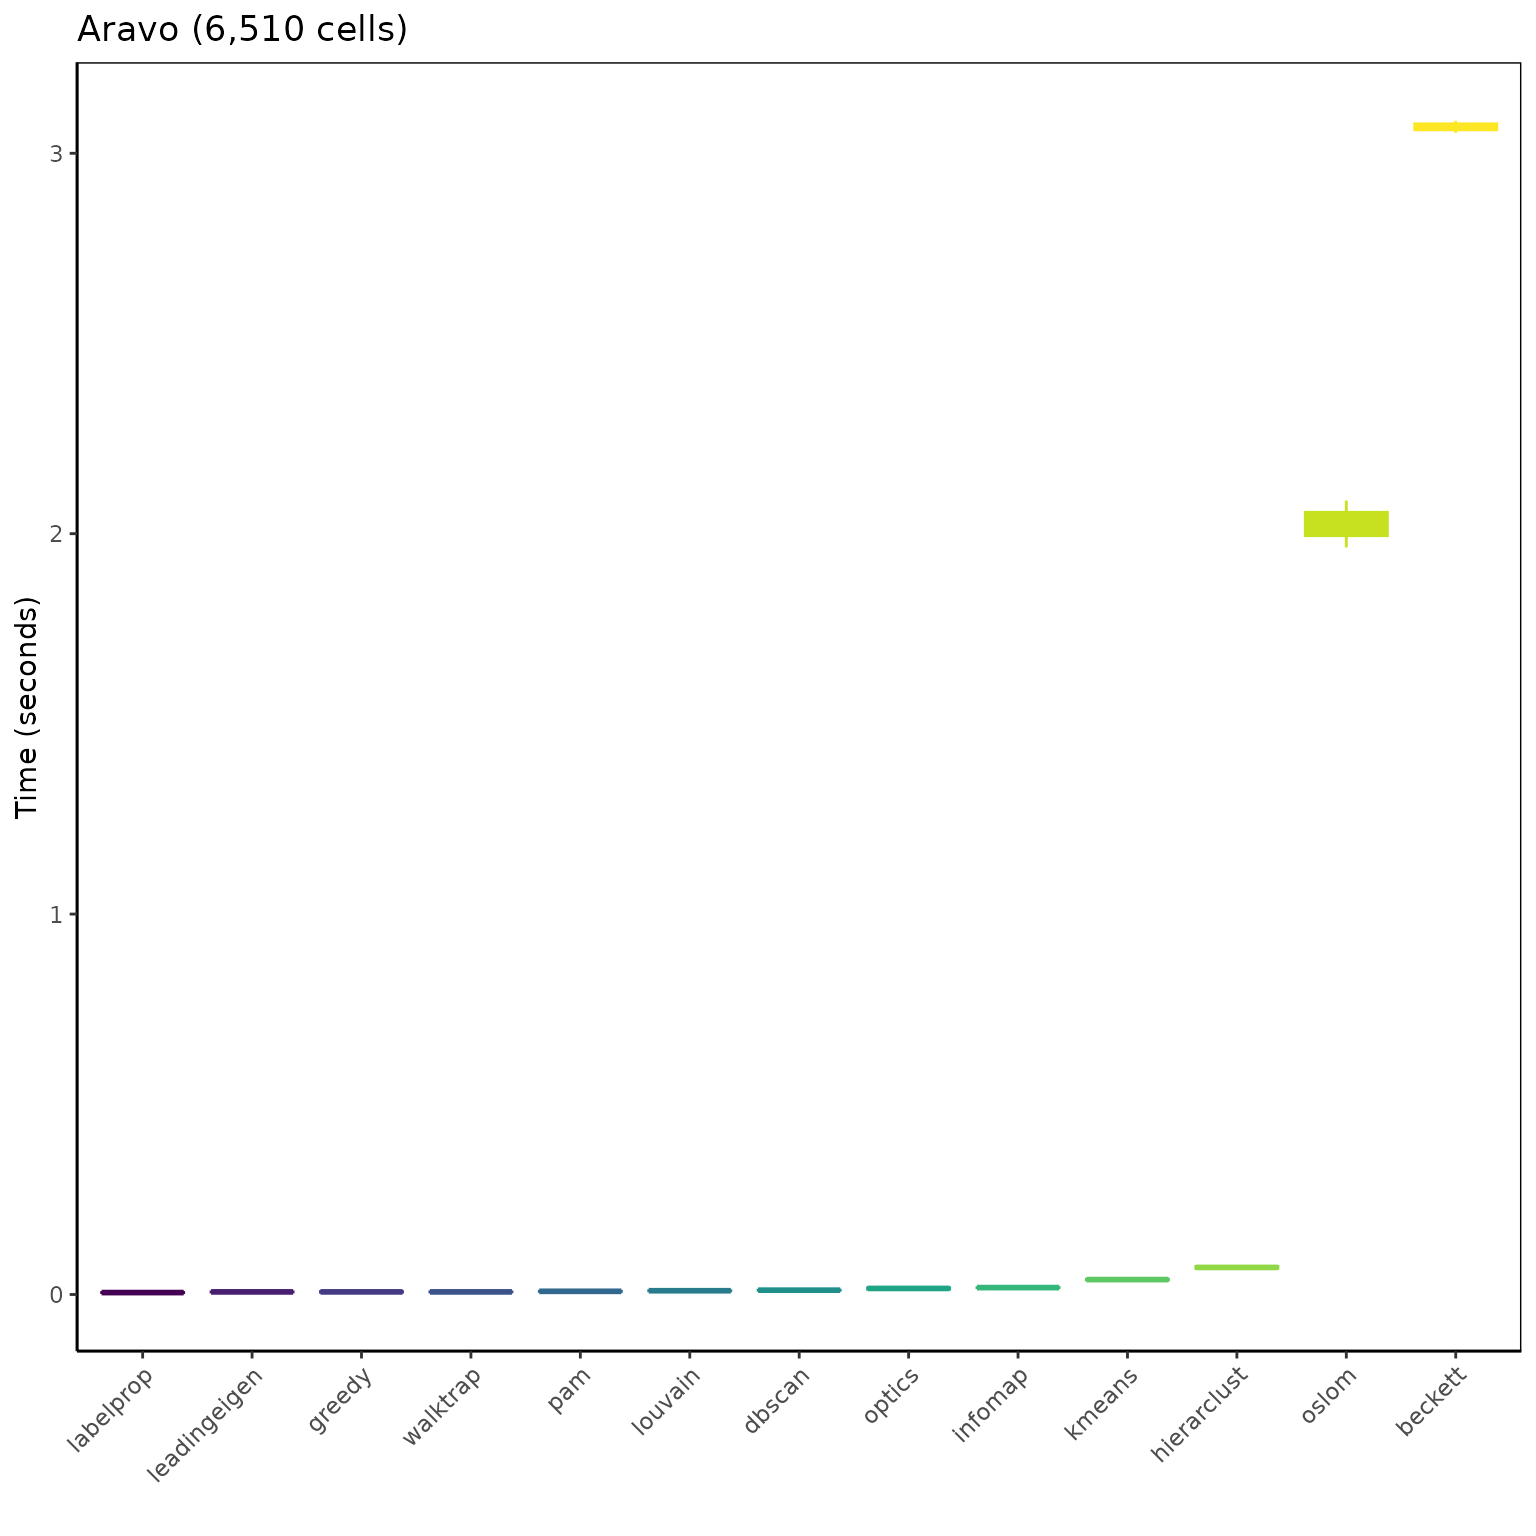 Aravo (6,510 cells)
Time (seconds)
3
2
1
0
labelprop
leadingeigen
greedy
walktrap
pam
louvain
dbscan
optics
infomap
kmeans
hierarclust
oslom
beckett